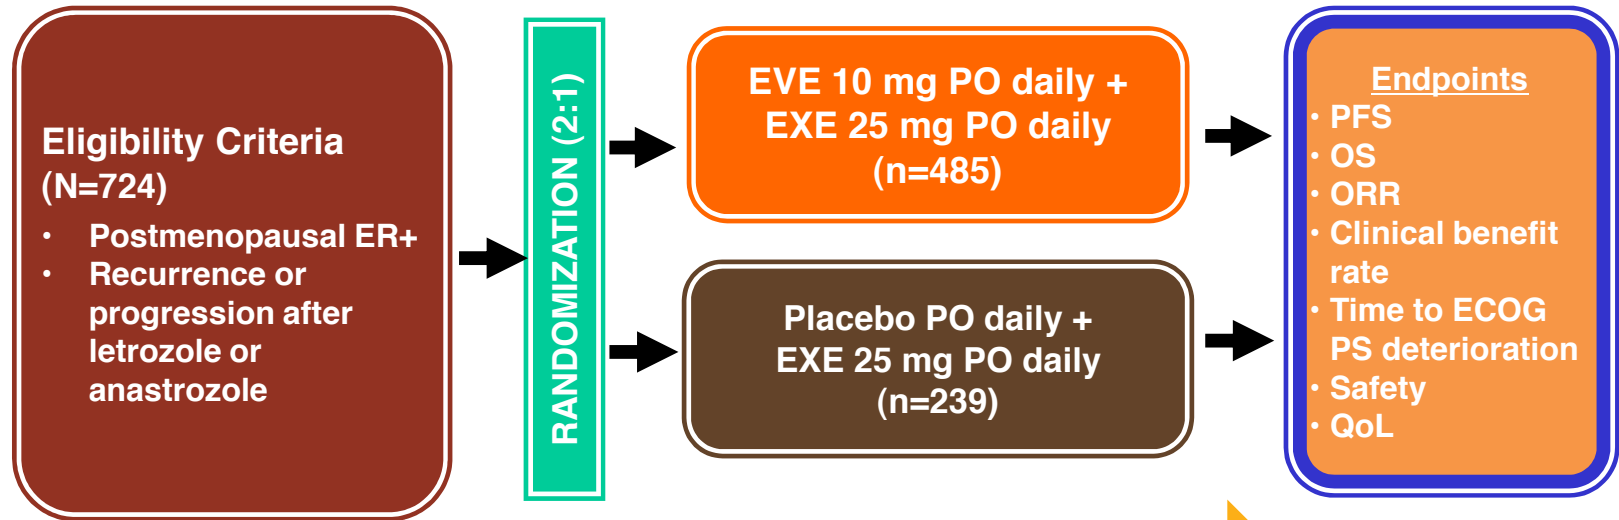 Eligibility Criteria
(N=724)
• Postmenopausal ER+
• Recurrence or
progression after
letrozole or
anastrozole
RANDOMIZATION (2:1)
EVE 10 mg PO daily +
EXE 25 mg PO daily
(n=485)
Placebo PO daily +
EXE 25 mg PO daily
(n=239)
Endpoints
• PFS
• OS
• ORR
• Clinical benefit
rate
• Time to ECOG
PS deterioration
• Safety
• QoL